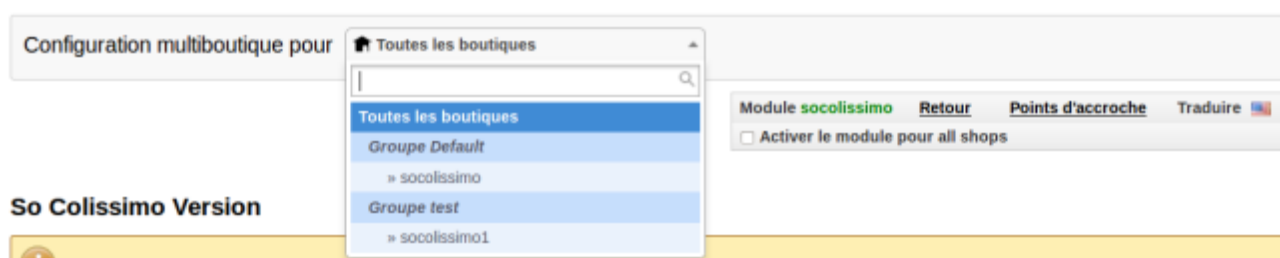 Configuration multiboutique pour Toutes les boutiques
Toutes les boutiques
Groupe Default
» socolissimo
Groupe test
» socolissimo1
Module socolissimo Retour Points d'accroche Traduire
Activer le module pour all shops
So Colissimo Version